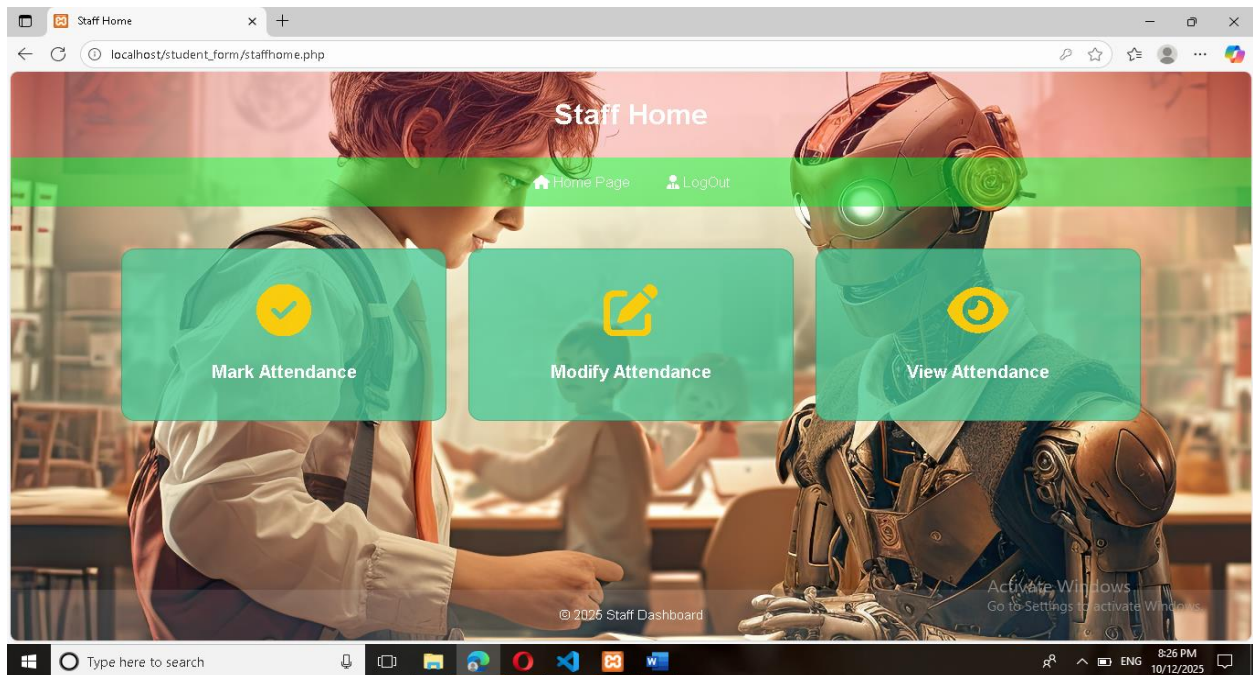 Staff Home
localhost/student_form/staffhome.php
Staff Home
Home Page LogOut
Mark Attendance Modify Attendance View Attendance
Activate Windows
Go to Settings to activate Windows.
© 2025 Staff Dashboard
Type here to search
ENG
8:26 PM
10/12/2025